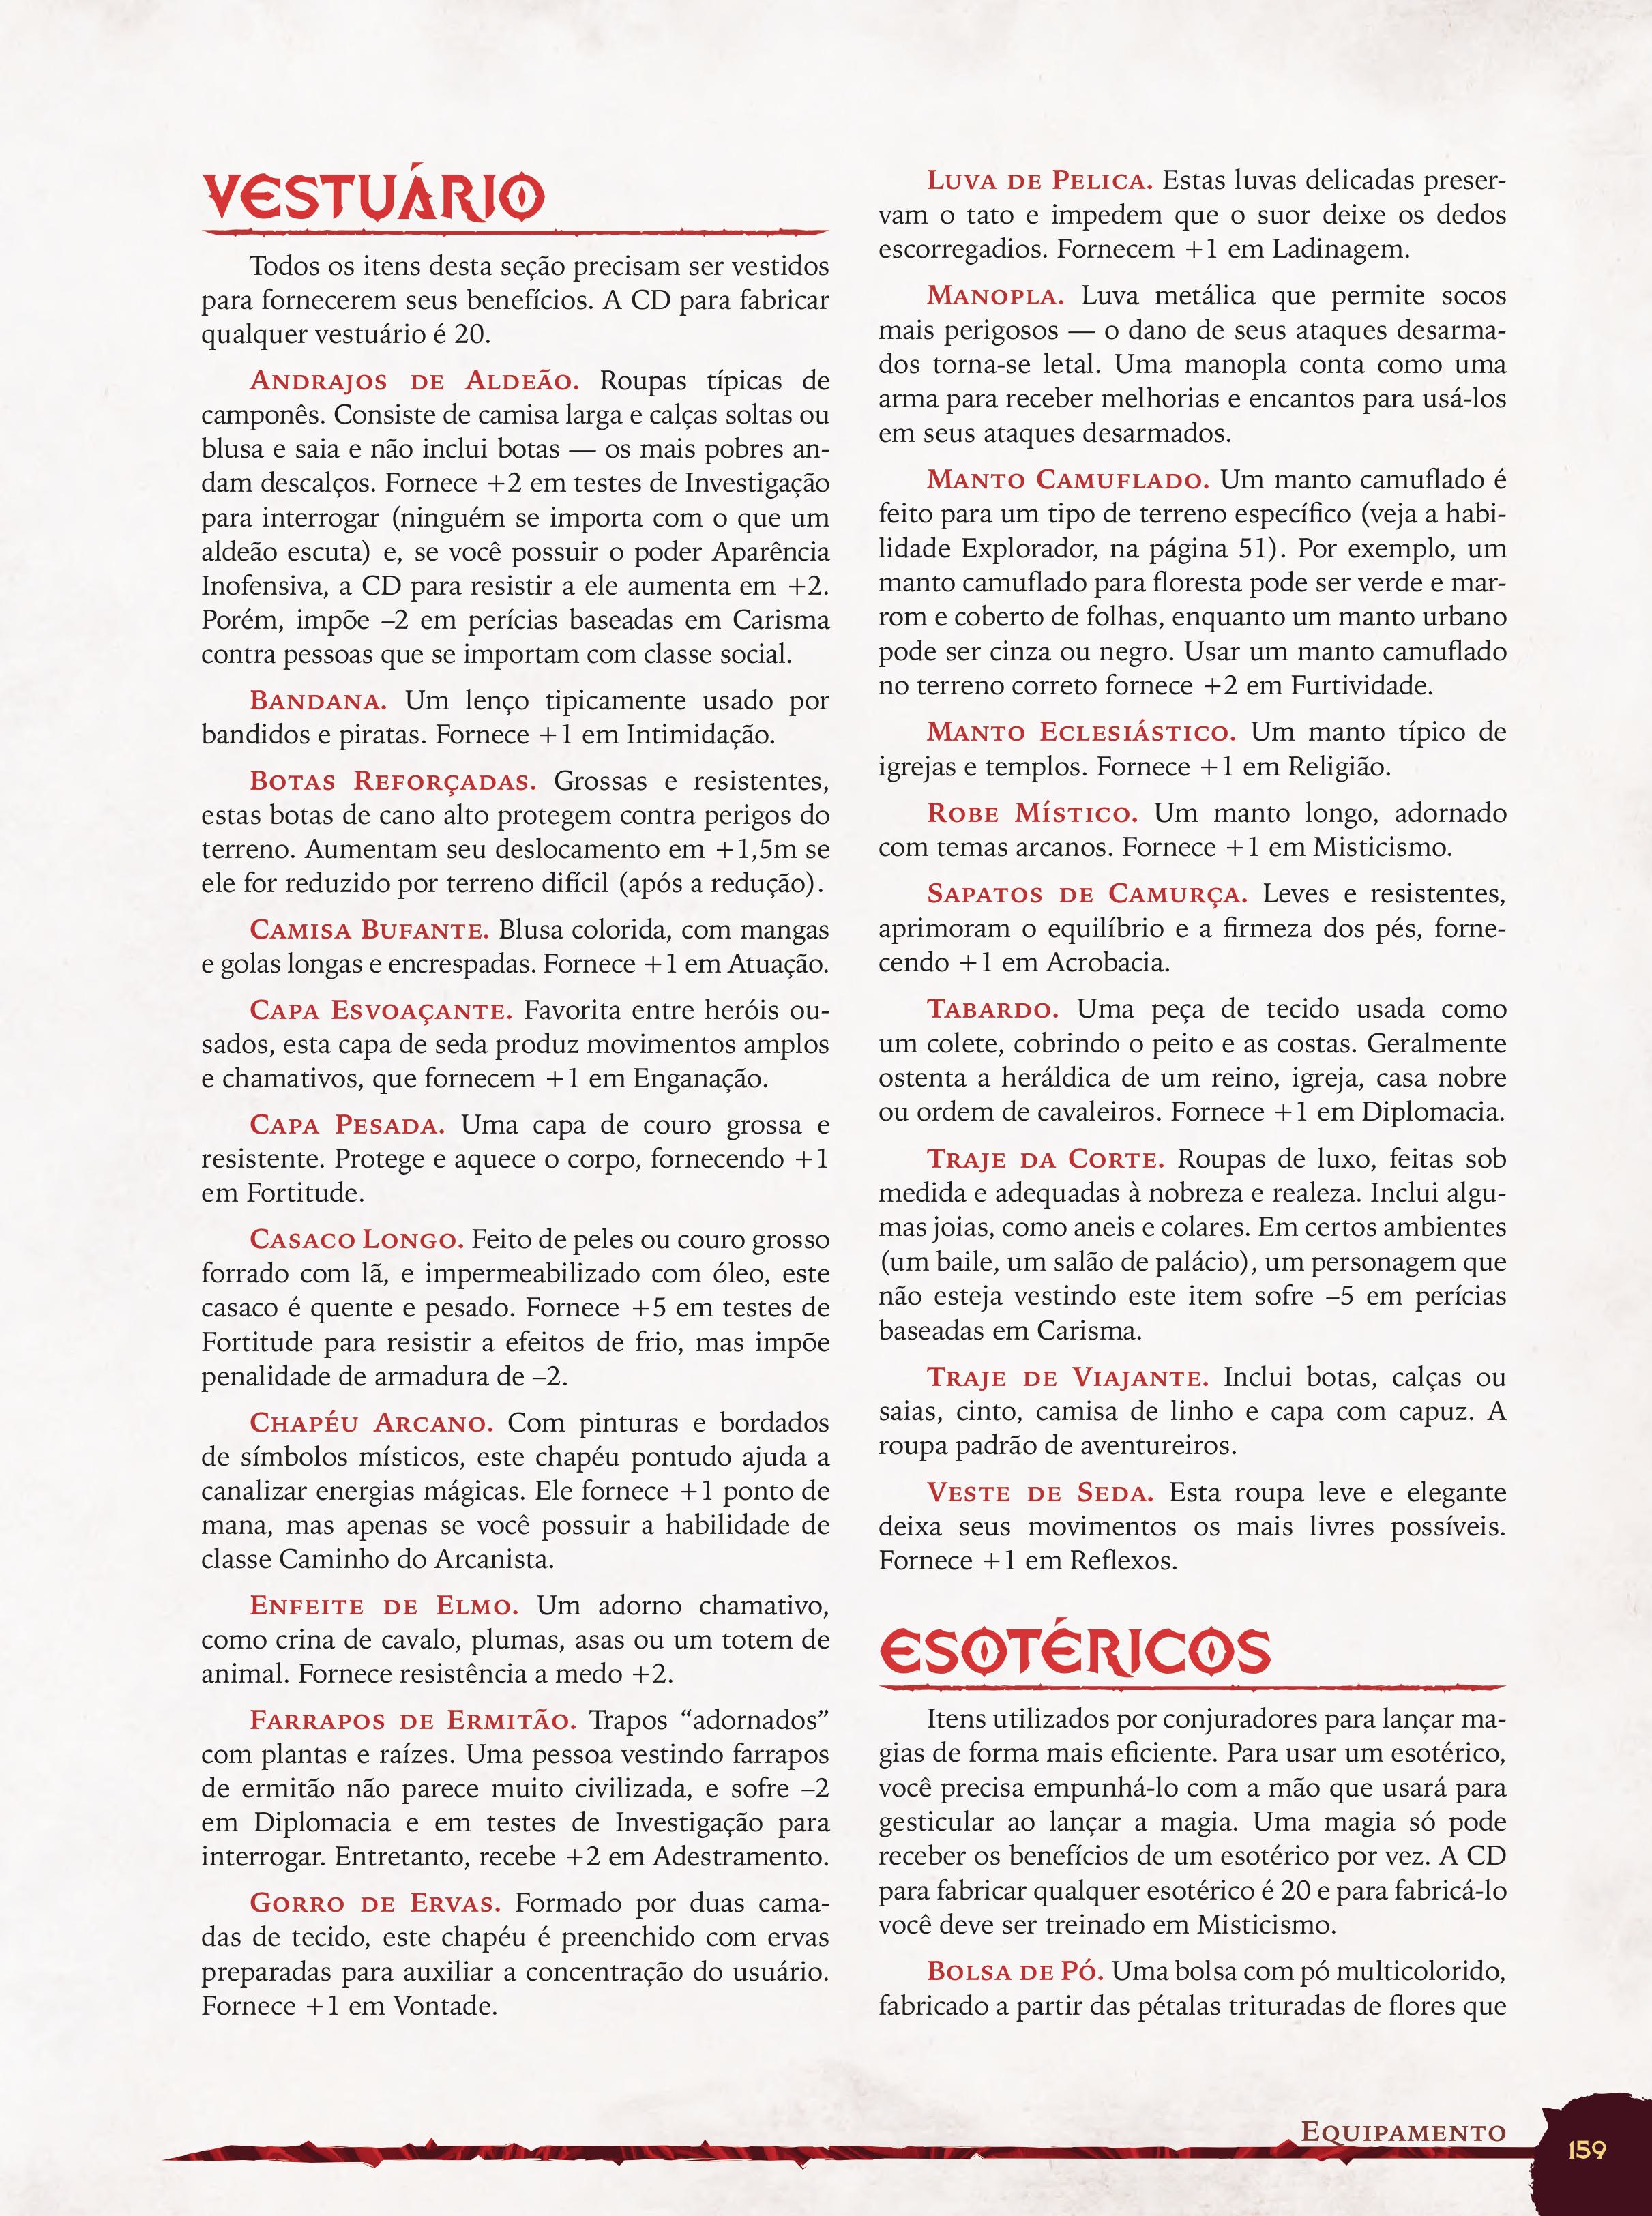 VESTUÁRIO
Todos os itens desta seção precisam ser vestidos
para fornecerem seus benefícios. A CD para fabricar
qualquer vestuário é 20.
Andrajos de Aldeão. Roupas típicas de
camponês. Consiste de camisa larga e calças soltas ou
blusa e saia e não inclui botas — os mais pobres an-
dam descalços. Fornece +2 em testes de Investigação
para interrogar (ninguém se importa com o que um
aldeão escuta) e, se você possuir o poder Aparência
Inofensiva, a CD para resistir a ele aumenta em +2.
Porém, impõe –2 em perícias baseadas em Carisma
contra pessoas que se importam com classe social.
Bandana. Um lenço tipicamente usado por
bandidos e piratas. Fornece +1 em Intimidação.
Botas Reforçadas. Grossas e resistentes,
estas botas de cano alto protegem contra perigos do
terreno. Aumentam seu deslocamento em +1,5m se
ele for reduzido por terreno difícil (após a redução).
Camisa Bufante. Blusa colorida, com mangas
e golas longas e encrespadas. Fornece +1 em Atuação.
Capa Esvoaçante. Favorita entre heróis ou-
sados, esta capa de seda produz movimentos amplos
e chamativos, que fornecem +1 em Enganação.
Capa Pesada. Uma capa de couro grossa e
resistente. Protege e aquece o corpo, fornecendo +1
em Fortitude.
Casaco Longo. Feito de peles ou couro grosso
forrado com lã, e impermeabilizado com óleo, este
casaco é quente e pesado. Fornece +5 em testes de
Fortitude para resistir a efeitos de frio, mas impõe
penalidade de armadura de –2.
Chapéu Arcano. Com pinturas e bordados
de símbolos místicos, este chapéu pontudo ajuda a
canalizar energias mágicas. Ele fornece +1 ponto de
mana, mas apenas se você possuir a habilidade de
classe Caminho do Arcanista.
Enfeite de Elmo. Um adorno chamativo,
como crina de cavalo, plumas, asas ou um totem de
animal. Fornece resistência a medo +2.
Farrapos de Ermitão. Trapos “adornados”
com plantas e raízes. Uma pessoa vestindo farrapos
de ermitão não parece muito civilizada, e sofre –2
em Diplomacia e em testes de Investigação para
interrogar. Entretanto, recebe +2 em Adestramento.
Gorro de Ervas. Formado por duas cama-
das de tecido, este chapéu é preenchido com ervas
preparadas para auxiliar a concentração do usuário.
Fornece +1 em Vontade.
Luva de Pelica. Estas luvas delicadas preser-
vam o tato e impedem que o suor deixe os dedos
escorregadios. Fornecem +1 em Ladinagem.
Manopla. Luva metálica que permite socos
mais perigosos — o dano de seus ataques desarma-
dos torna-se letal. Uma manopla conta como uma
arma para receber melhorias e encantos para usá-los
em seus ataques desarmados.
Manto Camuflado. Um manto camuflado é
feito para um tipo de terreno específico (veja a habi-
lidade Explorador, na página 51). Por exemplo, um
manto camuflado para floresta pode ser verde e mar-
rom e coberto de folhas, enquanto um manto urbano
pode ser cinza ou negro. Usar um manto camuflado
no terreno correto fornece +2 em Furtividade.
Manto Eclesiástico. Um manto típico de
igrejas e templos. Fornece +1 em Religião.
Robe Místico. Um manto longo, adornado
com temas arcanos. Fornece +1 em Misticismo.
Sapatos de Camurça. Leves e resistentes,
aprimoram o equilíbrio e a firmeza dos pés, forne-
cendo +1 em Acrobacia.
Tabardo. Uma peça de tecido usada como
um colete, cobrindo o peito e as costas. Geralmente
ostenta a heráldica de um reino, igreja, casa nobre
ou ordem de cavaleiros. Fornece +1 em Diplomacia.
Traje da Corte. Roupas de luxo, feitas sob
medida e adequadas à nobreza e realeza. Inclui algu-
mas joias, como aneis e colares. Em certos ambientes
(um baile, um salão de palácio), um personagem que
não esteja vestindo este item sofre –5 em perícias
baseadas em Carisma.
Traje de Viajante. Inclui botas, calças ou
saias, cinto, camisa de linho e capa com capuz. A
roupa padrão de aventureiros.
Veste de Seda. Esta roupa leve e elegante
deixa seus movimentos os mais livres possíveis.
Fornece +1 em Reflexos.
ESOTÉRICOS
Itens utilizados por conjuradores para lançar ma-
gias de forma mais eficiente. Para usar um esotérico,
você precisa empunhá-lo com a mão que usará para
gesticular ao lançar a magia. Uma magia só pode
receber os benefícios de um esotérico por vez. A CD
para fabricar qualquer esotérico é 20 e para fabricá-lo
você deve ser treinado em Misticismo.
Bolsa de Pó. Uma bolsa com pó multicolorido,
fabricado a partir das pétalas trituradas de flores que
Equipamento
159